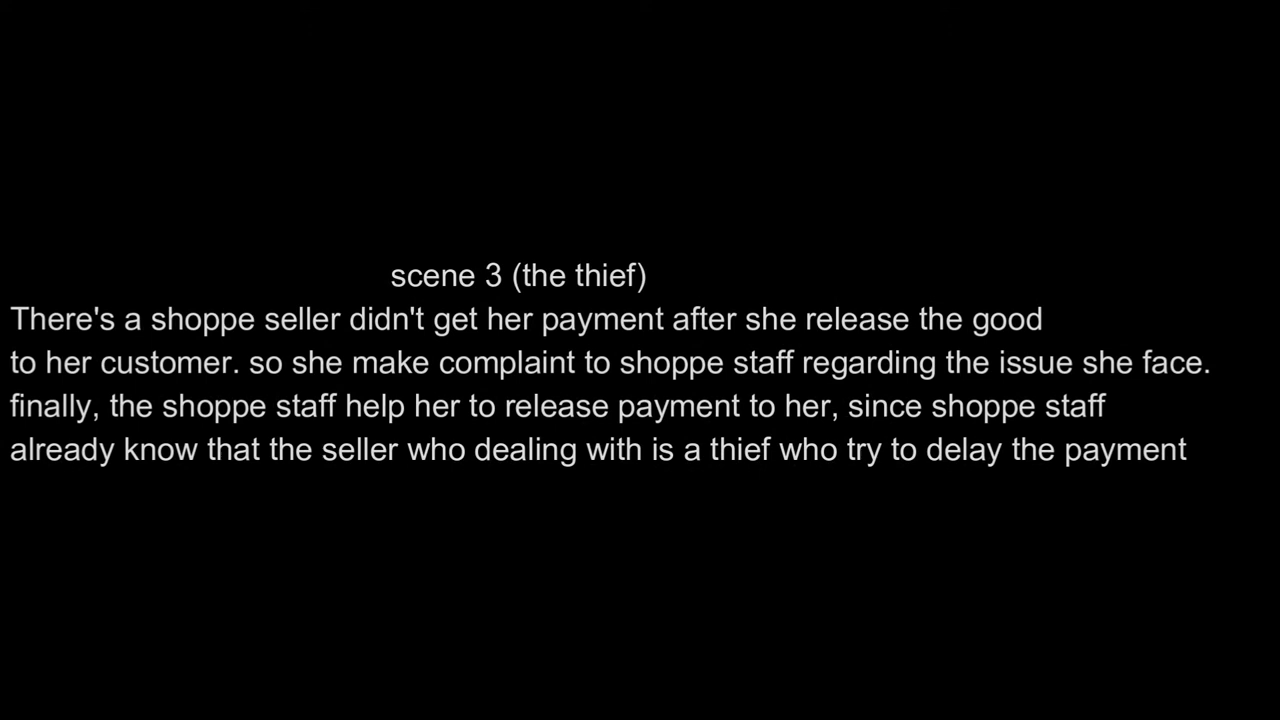 scene 3 (the thief)
There's a shoppe seller didn't get her payment after she release the good
to her customer. so she make complaint to shoppe staff regarding the issue she face.
finally, the shoppe staff help her to release payment to her, since shoppe staff
already know that the seller who dealing with is a thief who try to delay the payment